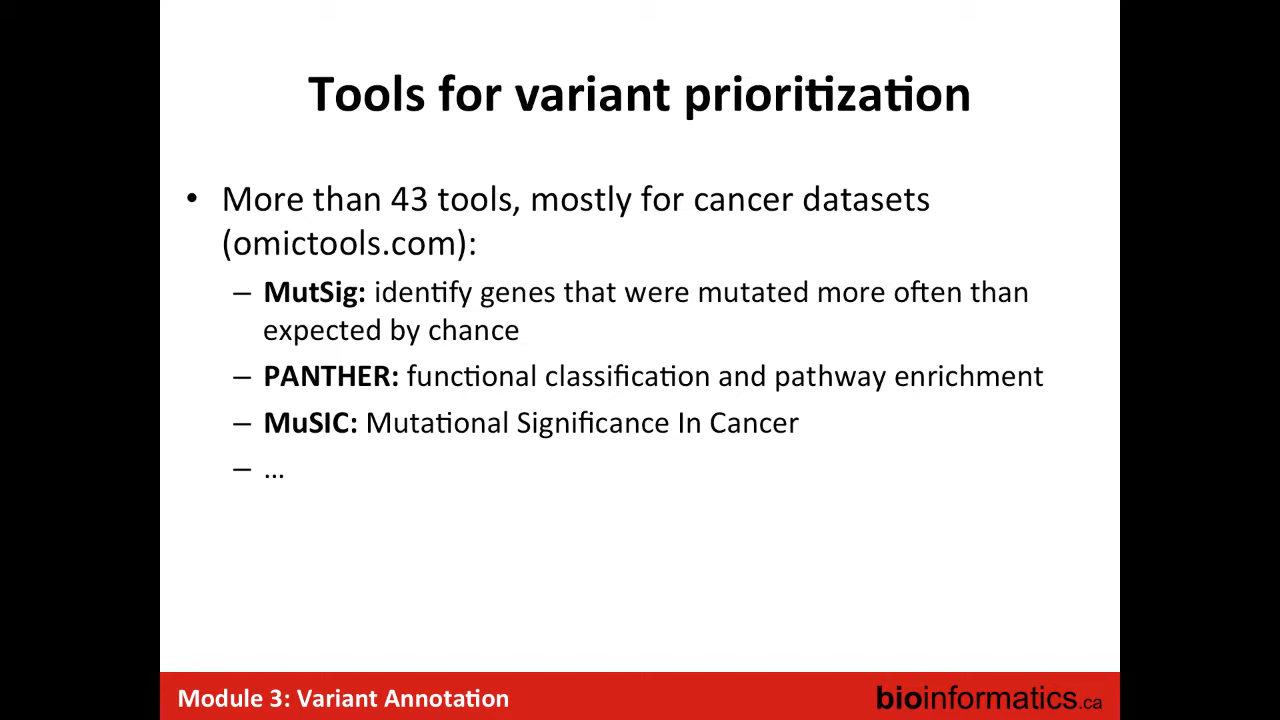 Tools for variant prioritization
• More than 43 tools, mostly for cancer datasets
(omictools.com):
– MutSig: identify genes that were mutated more often than
expected by chance
– PANTHER: functional classification and pathway enrichment
– MuSIC: Mutational Significance In Cancer
– …
Module 3: Variant Annotation
bioinformatics.ca